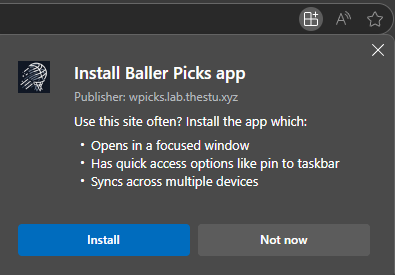 A
Install Baller Picks app
Publisher: wpicks.lab.thestu.xyz
Use this site often? Install the app which:
• Opens in a focused window
• Has quick access options like pin to taskbar
• Syncs across multiple devices
Install
Not now